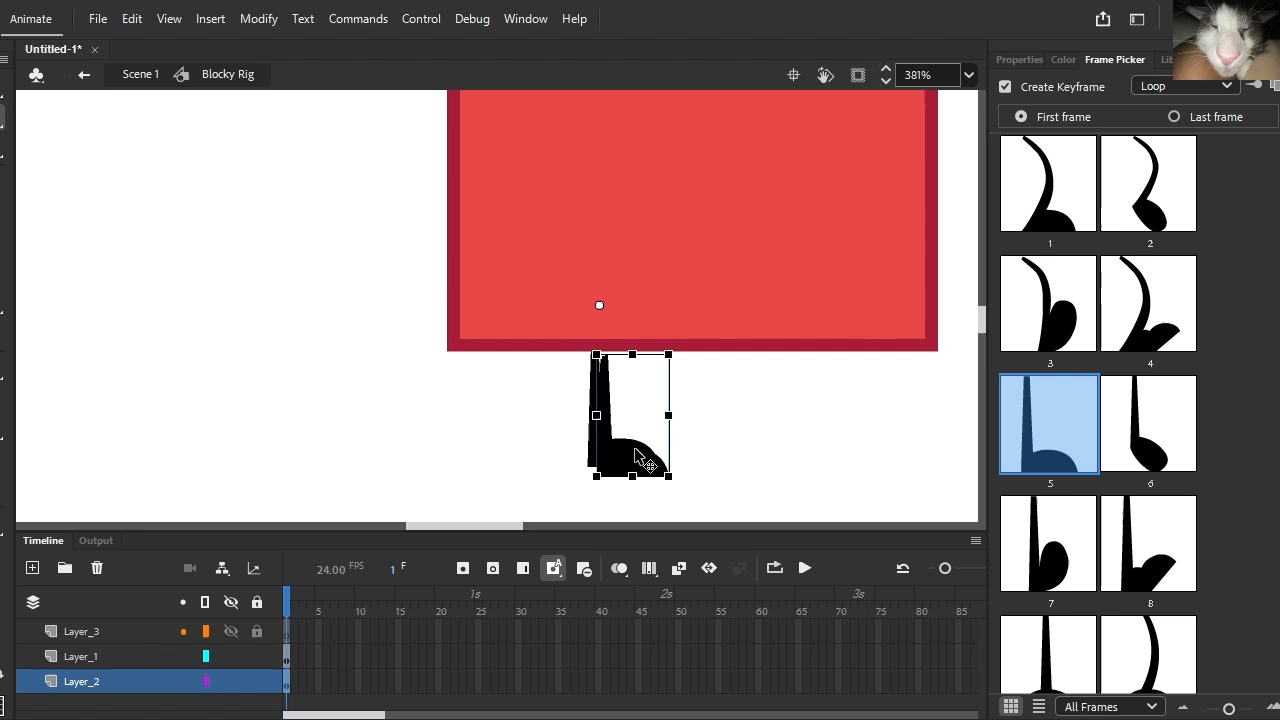 Animate File Edit View Insert Modify Text Commands Control Debug Window Help
Untitled-1* ×
Scene 1 Blocky Rig 381%
Properties Color Frame Picker
Create Keyframe Loop
First frame Last frame
1 2
3 4
5 6
7 8
Timeline Output
24.00 FPS 1 F
1s 2s 3s
5 10 15 20 25 30 35 40 45 50 55 60 65 70 75 80 85
Layer_3
Layer_1
Layer_2
All Frames